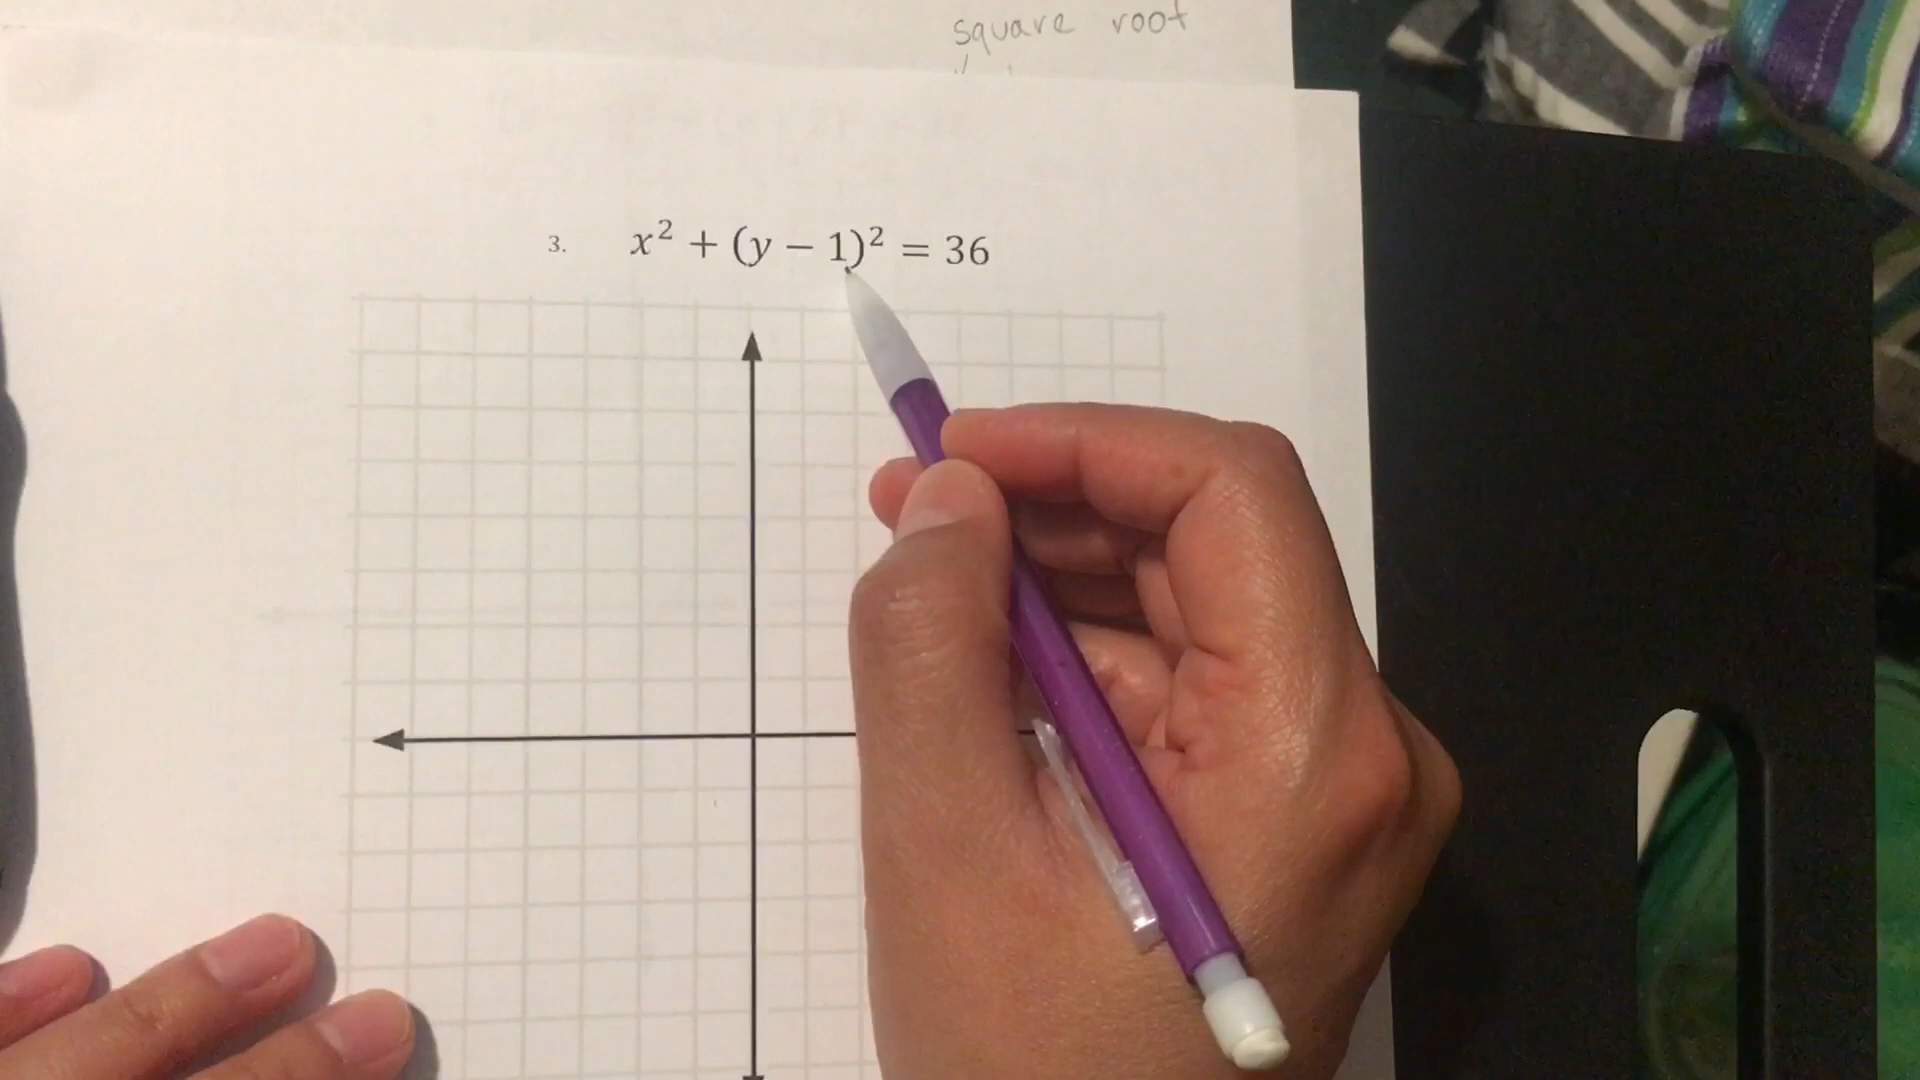 square root
3. x² + (y − 1)² = 36